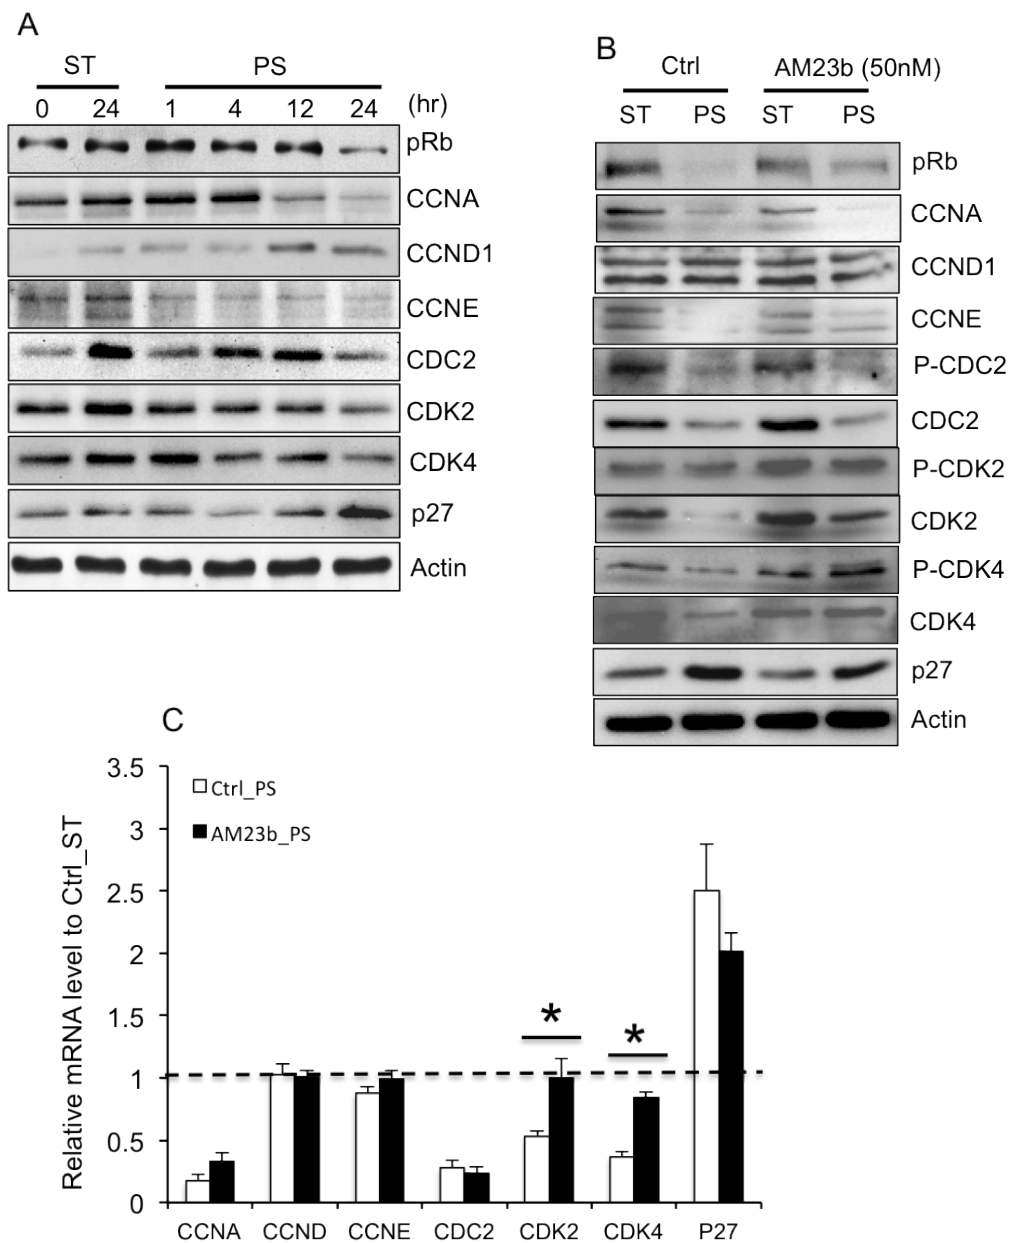 A
ST PS
0 24 1 4 12 24 (hr)
pRb
CCNA
CCND1
CCNE
CDC2
CDK2
CDK4
p27
Actin
B
Ctrl AM23b (50nM)
ST PS ST PS
pRb
CCNA
CCND1
CCNE
P-CDC2
CDC2
P-CDK2
CDK2
P-CDK4
CDK4
p27
Actin
C
Relative mRNA level to Ctrl_ST
3.5
3
2.5
2
1.5
1
0.5
0
Ctrl_PS
AM23b_PS
*
*
CCNA CCND CCNE CDC2 CDK2 CDK4 P27